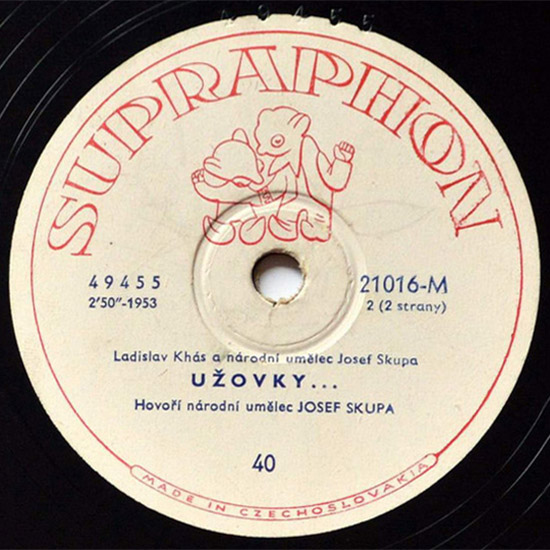 49455
SUPRAPHON
49455
2'50"-1953
21016-M
2 (2 strany)
Ladislav Khás a národní umělec Josef Skupa
UŽOVKY...
Hovoří národní umělec JOSEF SKUPA
40
MADE IN CZECHOSLOVAKIA